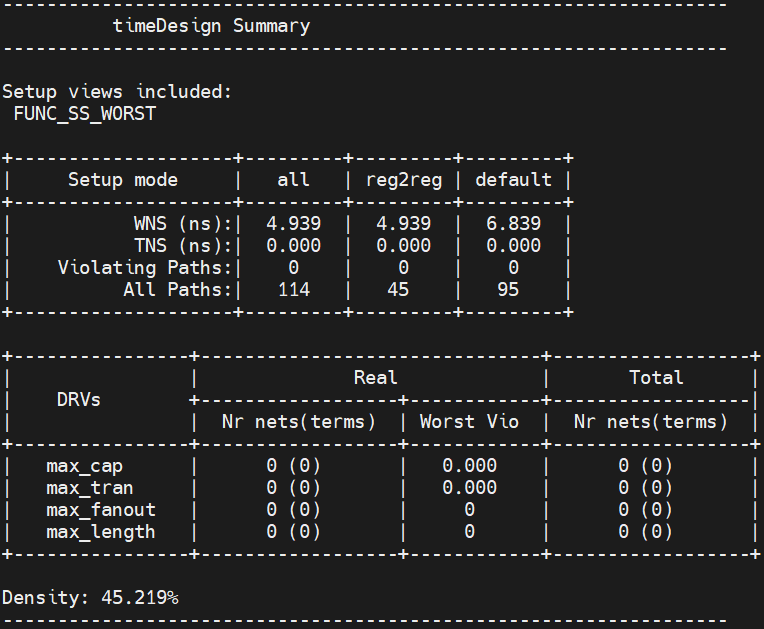 ------------------------------------------------------------------
          timeDesign Summary
------------------------------------------------------------------

Setup views included:
 FUNC_SS_WORST

+--------------------+---------+---------+---------+
|     Setup mode     |   all   | reg2reg | default |
+--------------------+---------+---------+---------+
|           WNS (ns):|  4.939  |  4.939  |  6.839  |
|           TNS (ns):|  0.000  |  0.000  |  0.000  |
|    Violating Paths:|    0    |    0    |    0    |
|          All Paths:|   114   |   45    |   95    |
+--------------------+---------+---------+---------+

+----------------+-------------------------------+------------------+
|                |              Real             |       Total      |
|    DRVs        +------------------+------------+------------------|
|                |  Nr nets(terms)  | Worst Vio  |  Nr nets(terms)  |
+----------------+------------------+------------+------------------+
|   max_cap      |      0 (0)       |   0.000    |      0 (0)       |
|   max_tran     |      0 (0)       |   0.000    |      0 (0)       |
|   max_fanout   |      0 (0)       |     0      |      0 (0)       |
|   max_length   |      0 (0)       |     0      |      0 (0)       |
+----------------+------------------+------------+------------------+

Density: 45.219%
------------------------------------------------------------------